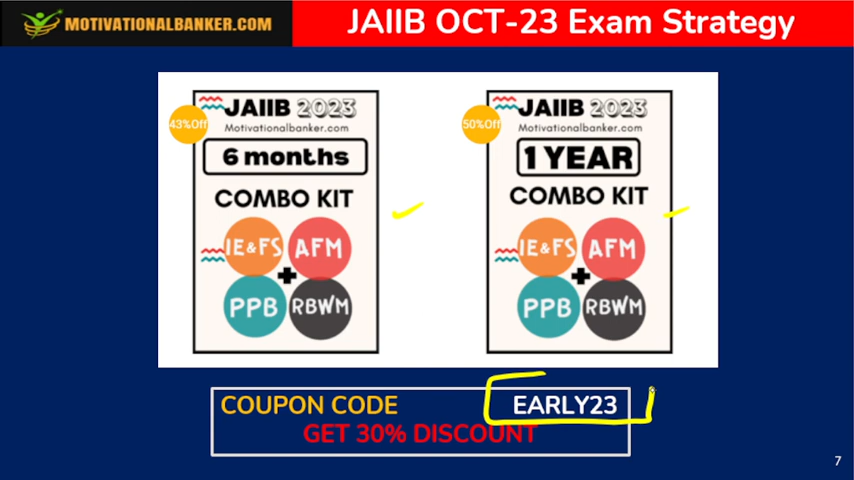 MOTIVATIONALBANKER.COM
JAIIB OCT-23 Exam Strategy
43%Off
JAIIB 2023
Motivationalbanker.com
6 months
COMBO KIT
IE&FS AFM
+
PPB RBWM
50%Off
JAIIB 2023
Motivationalbanker.com
1 YEAR
COMBO KIT
IE&FS AFM
+
PPB RBWM
COUPON CODE EARLY23
GET 30% DISCOUNT
7